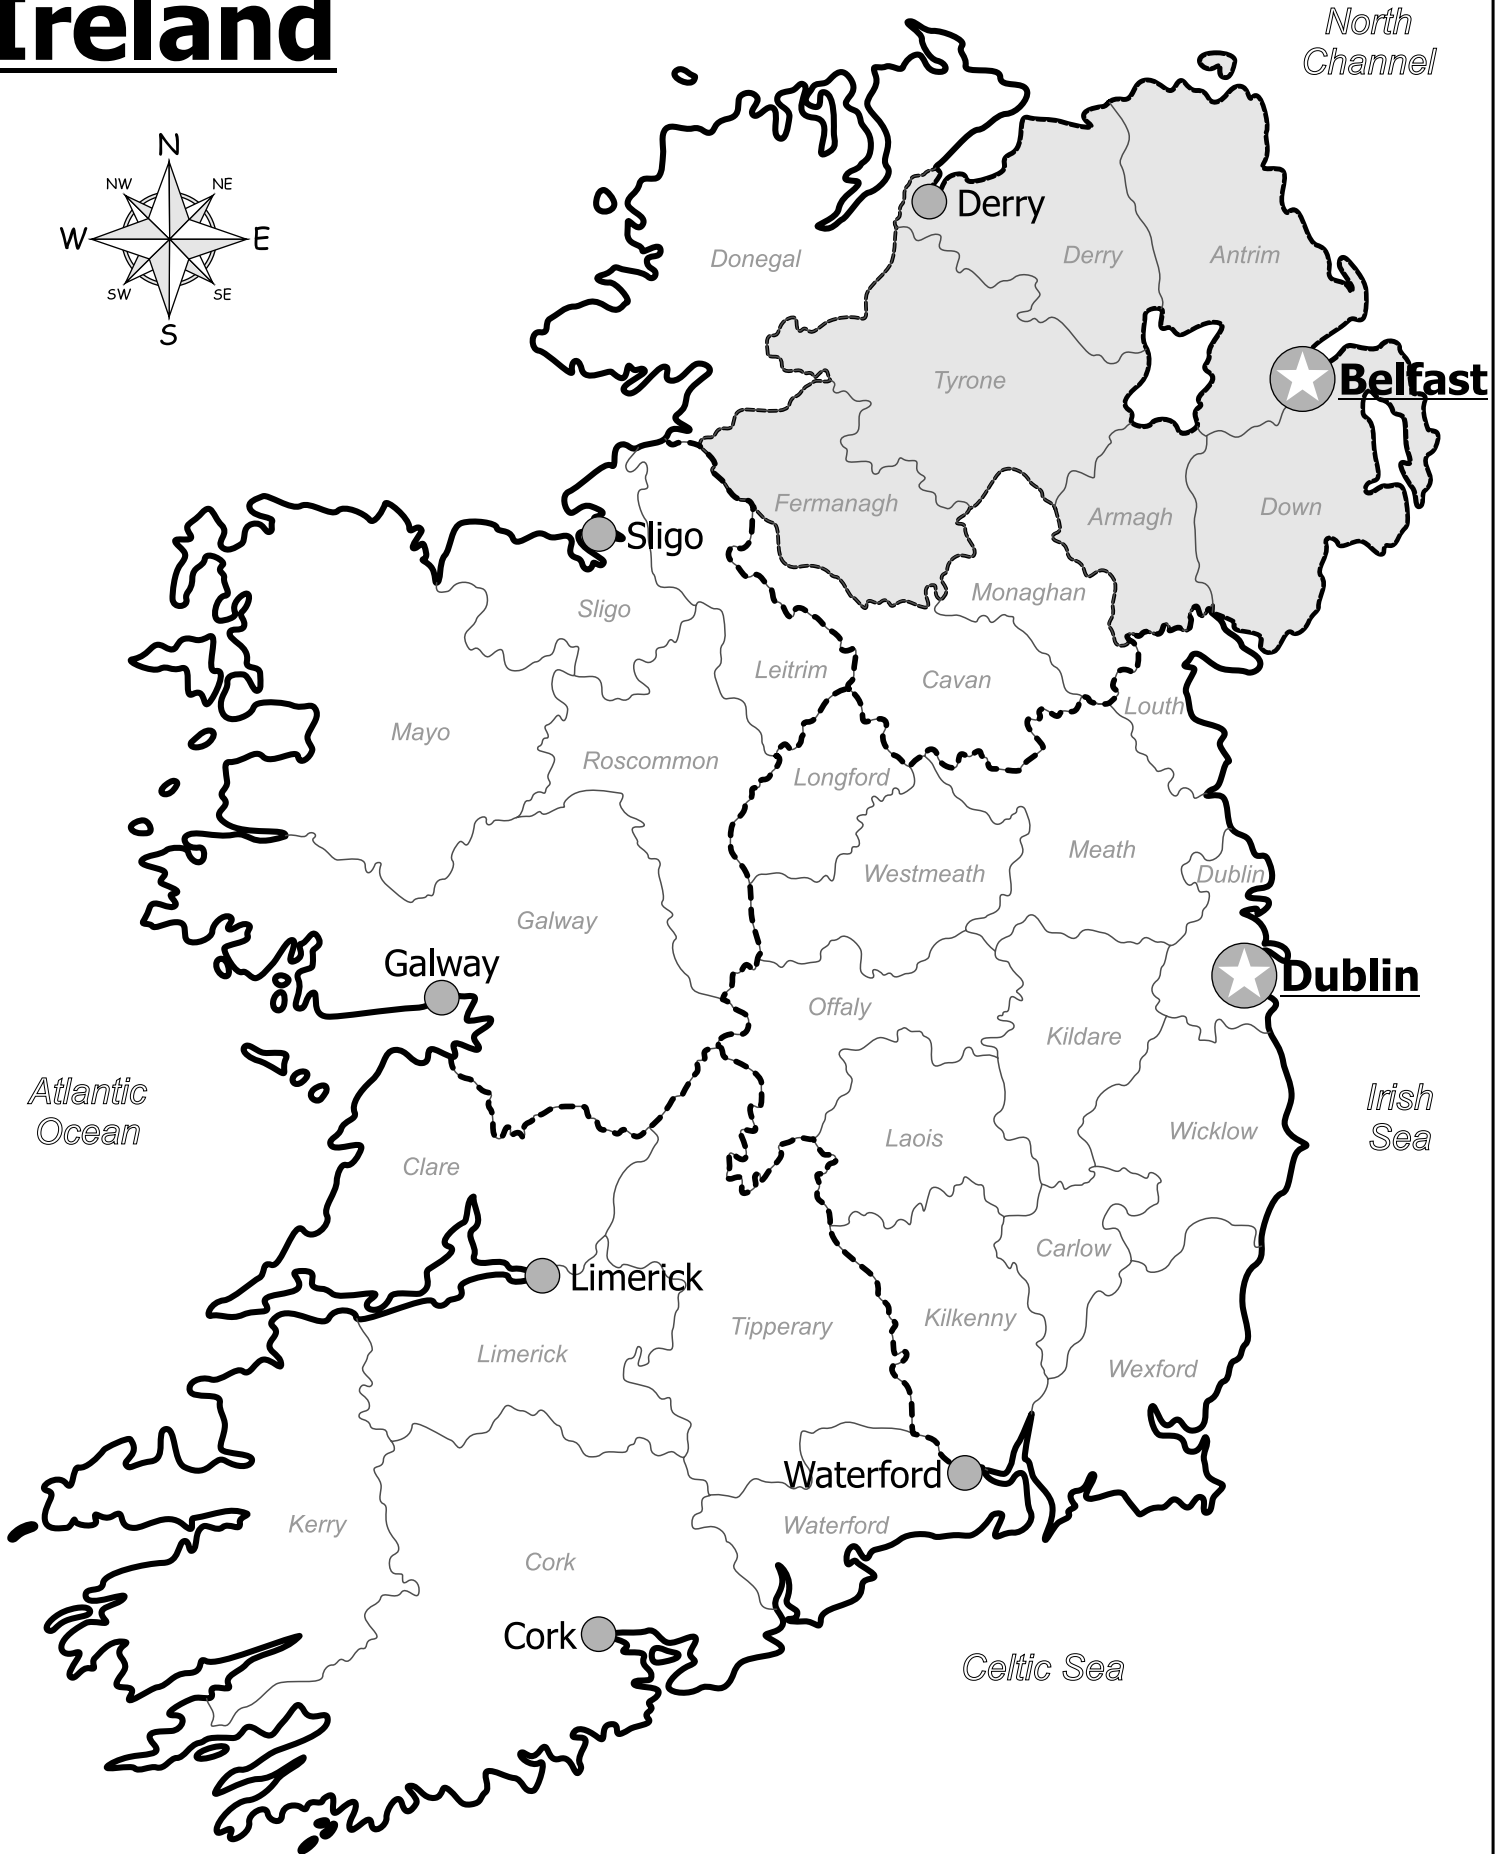 Ireland
North
Channel
N
NW
NE
W
E
SW
SE
S
Derry
Donegal
Derry
Antrim
Tyrone
Belfast
Fermanagh
Armagh
Down
Sligo
Monaghan
Sligo
Leitrim
Cavan
Louth
Mayo
Roscommon
Longford
Meath
Westmeath
Dublin
Galway
Galway
Dublin
Offaly
Kildare
Atlantic
Ocean
Irish
Sea
Laois
Wicklow
Clare
Carlow
Limerick
Kilkenny
Tipperary
Limerick
Wexford
Waterford
Kerry
Waterford
Cork
Cork
Celtic Sea